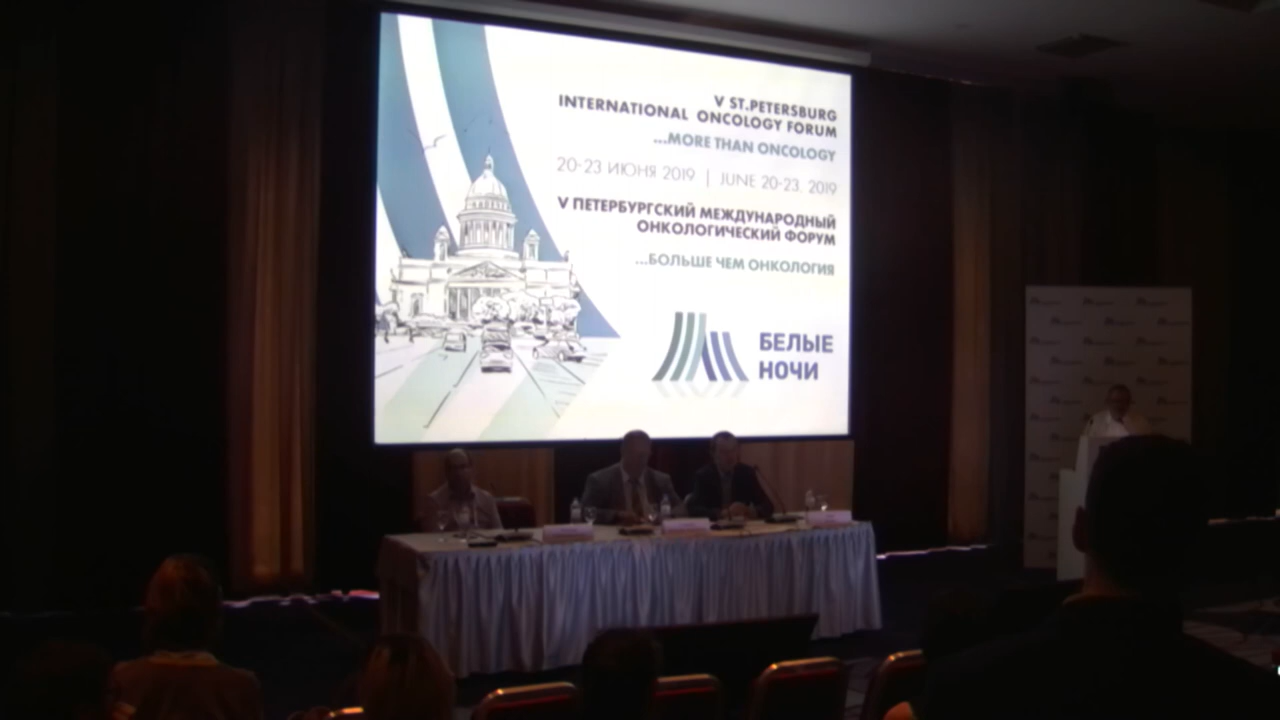 V ST.PETERSBURG
INTERNATIONAL ONCOLOGY FORUM
...MORE THAN ONCOLOGY
20-23 ИЮНЯ 2019 | JUNE 20-23, 2019
V ПЕТЕРБУРГСКИЙ МЕЖДУНАРОДНЫЙ
ОНКОЛОГИЧЕСКИЙ ФОРУМ
...БОЛЬШЕ ЧЕМ ОНКОЛОГИЯ
БЕЛЫЕ
НОЧИ